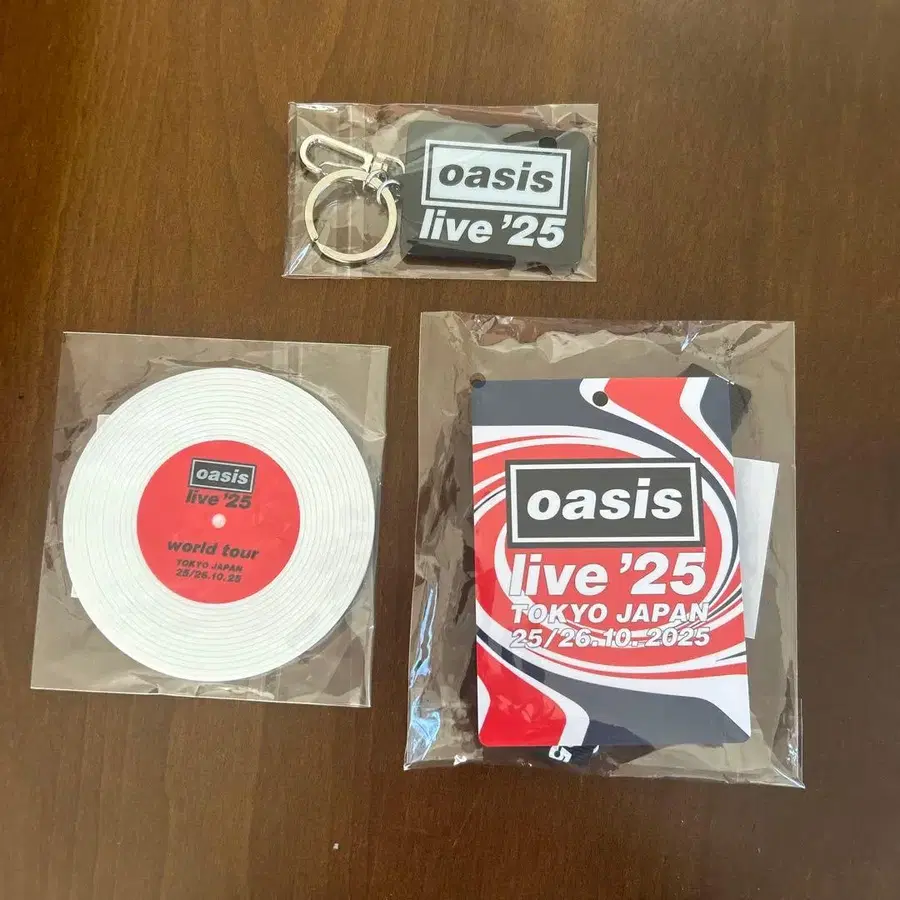 oasis
live '25
oasis
live '25
world tour
TOKYO JAPAN
25/26.10.25
oasis
live '25
TOKYO JAPAN
25/26.10.2025